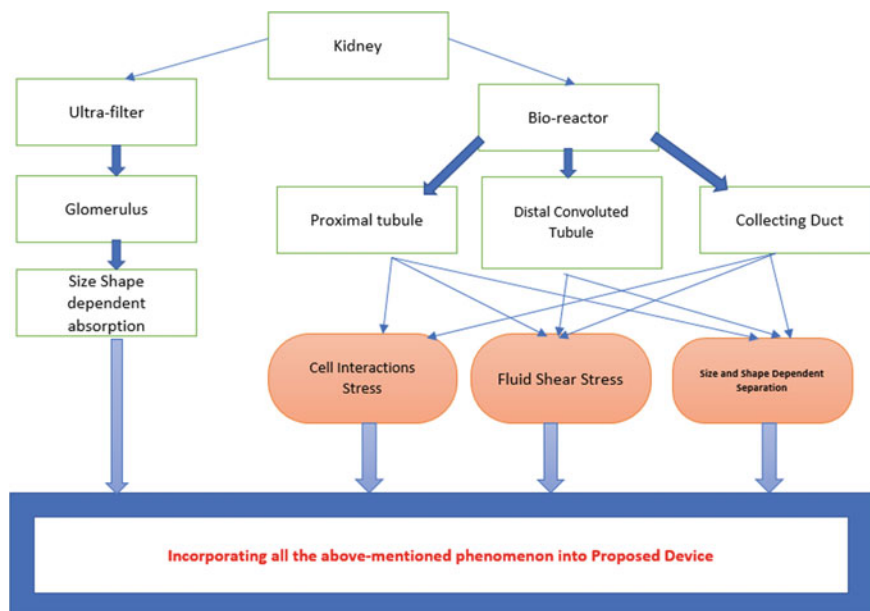 Kidney
Ultra-filter
Bio-reactor
Glomerulus
Proximal tubule
Distal Convoluted
Tubule
Collecting Duct
Size Shape
dependent
absorption
Cell Interactions
Stress
Fluid Shear Stress
Size and Shape Dependent
Separation
Incorporating all the above-mentioned phenomenon into Proposed Device